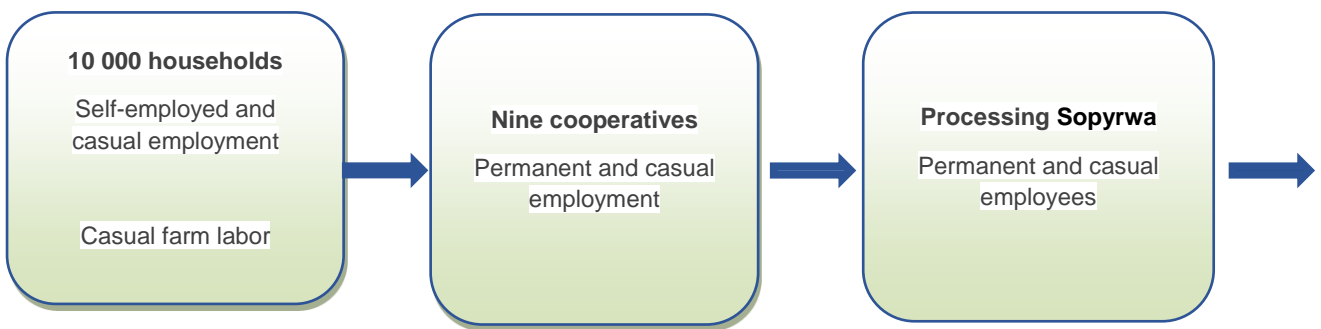 10 000 households
Self-employed and
casual employment
Casual farm labor
Nine cooperatives
Permanent and casual
employment
Processing Sopyrwa
Permanent and casual
employees